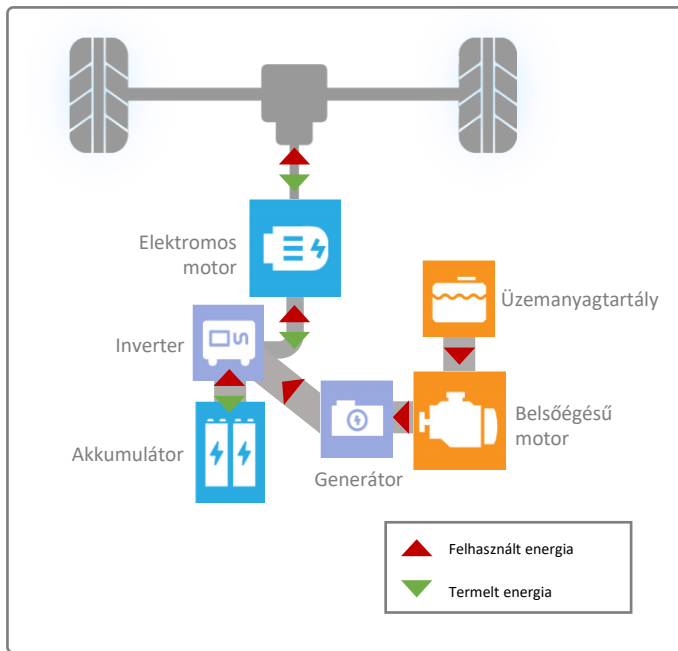 Elektromos
motor
Üzemanyagtartály
Inverter
Belsőégésű
motor
Akkumulátor
Generátor
Felhasznált energia
Termelt energia